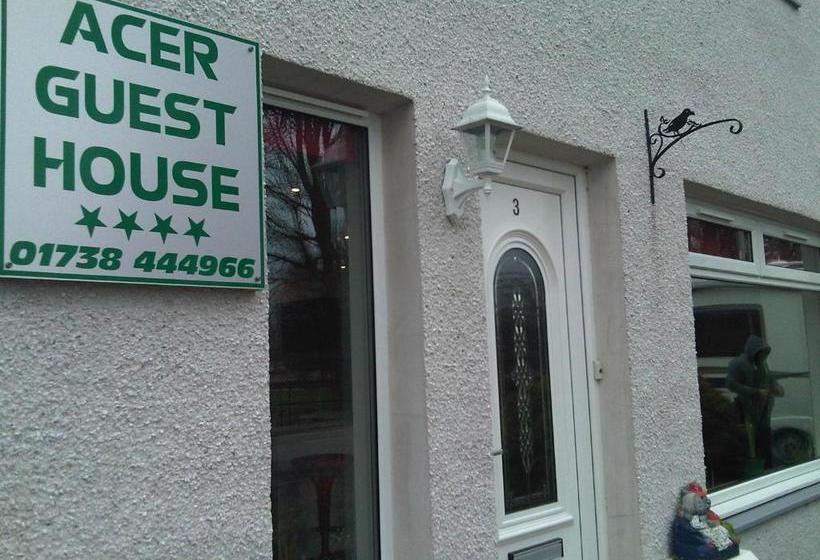 ACER
GUEST
HOUSE
★★★★
01738 444966
3